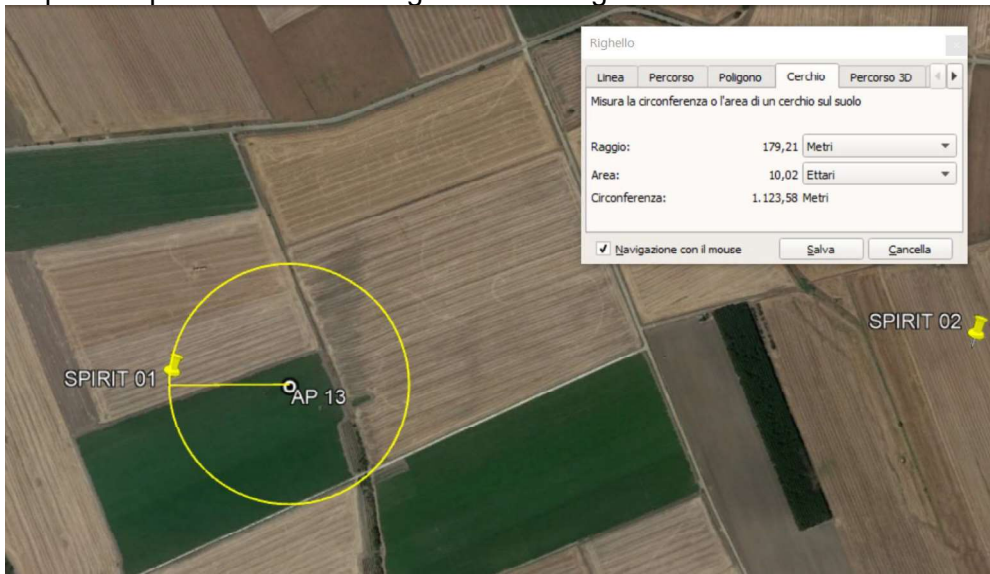 Righello
Linea Percorso Poligono Cerchio Percorso 3D
Misura la circonferenza o l'area di un cerchio sul suolo
Raggio: 179,21 Metri
Area: 10,02 Ettari
Circonferenza: 1.123,58 Metri
Navigazione con il mouse Salva Cancella
SPIRIT 02
SPIRIT 01
AP 13